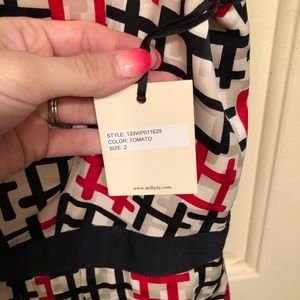 STYLE: 133WP011629
COLOR: TOMATO
SIZE: 2
www.millyny.com